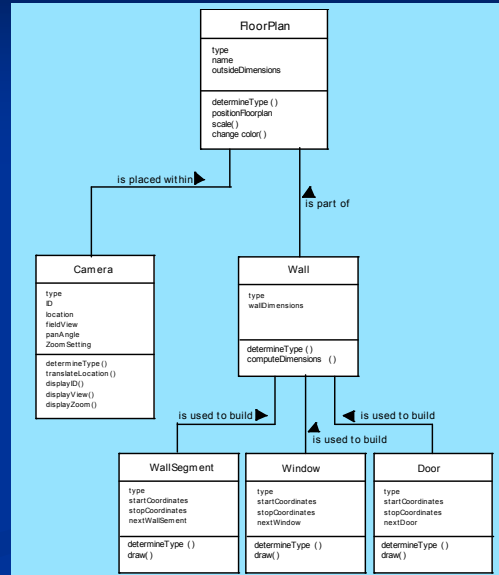 FloorPlan
type
name
outsideDimensions
determineType ()
positionFloorplan
scale()
change color()
is placed within
is part of
Camera
type
ID
location
fieldView
panAngle
ZoomSetting
determineType()
translateLocation()
displayID()
displayView()
displayZoom()
Wall
type
wallDimensions
determineType ()
computeDimensions ()
is used to build
is used to build
is used to build
WallSegment
type
startCoordinates
stopCoordinates
nextWallSement
determineType ()
draw()
Window
type
startCoordinates
stopCoordinates
nextWindow
determineType ()
draw()
Door
type
startCoordinates
stopCoordinates
nextDoor
determineType ()
draw()